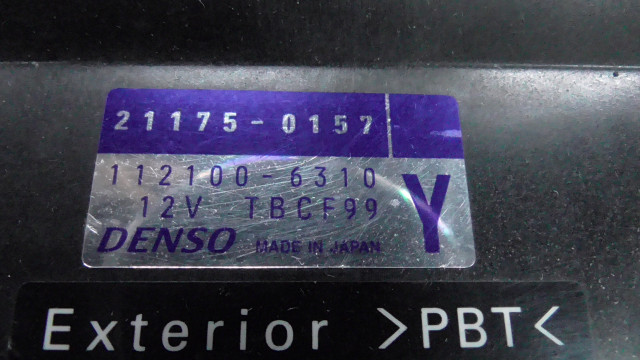 21175-0157
112100-6310
12V TBCF99 Y
DENSO MADE IN JAPAN
Exterior >PBT<